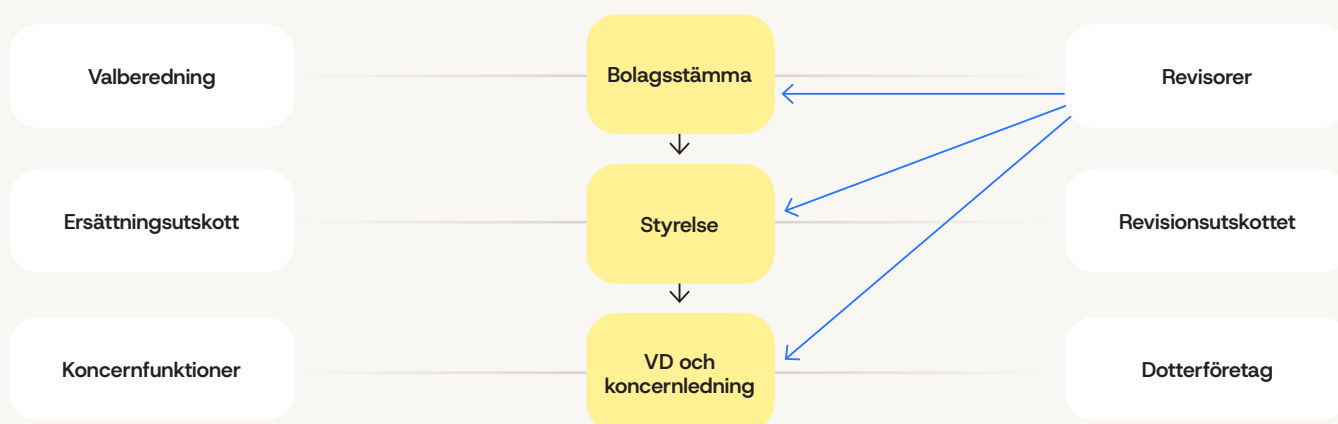 Valberedning
Bolagsstämma
Revisorer
Ersättningsutskott
Styrelse
Revisionsutskottet
Koncernfunktioner
VD och
koncernledning
Dotterföretag